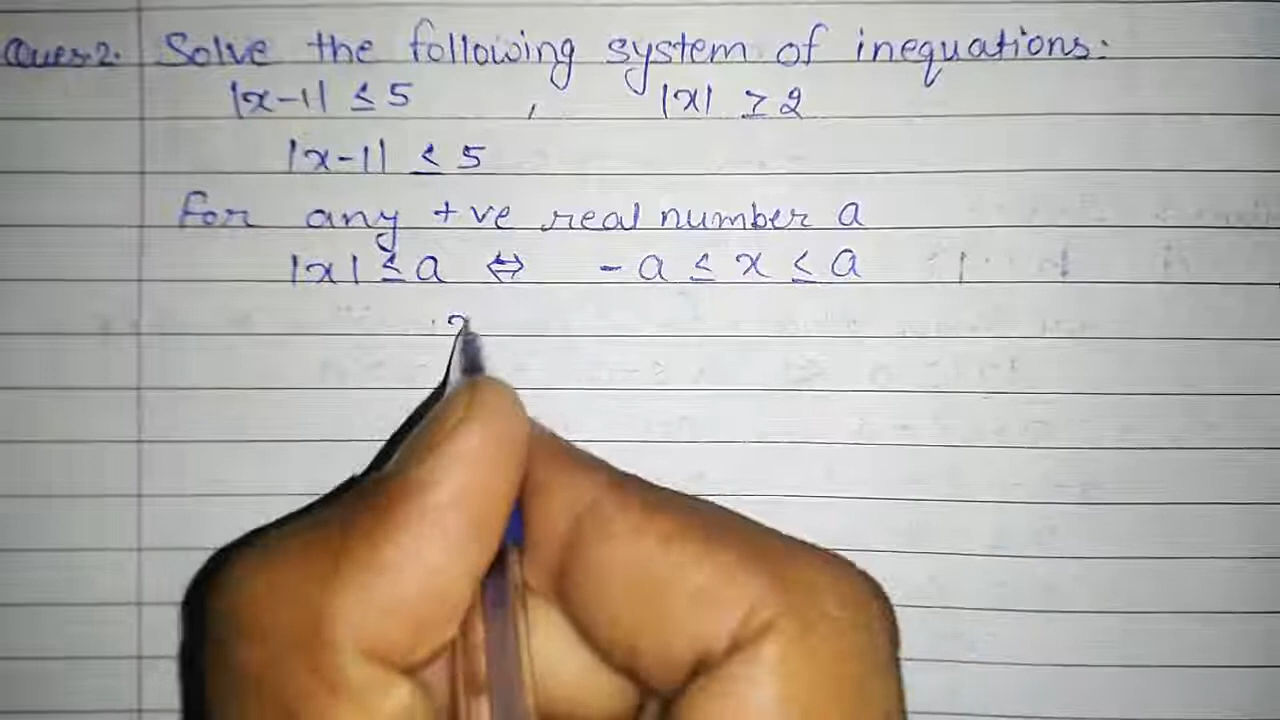 Ques 2. Solve the following system of inequations:
|x-1| ≤ 5 , |x| ≥ 2
|x-1| ≤ 5
For any +ve real number a
|x| ≤ a ⇔ -a ≤ x ≤ a